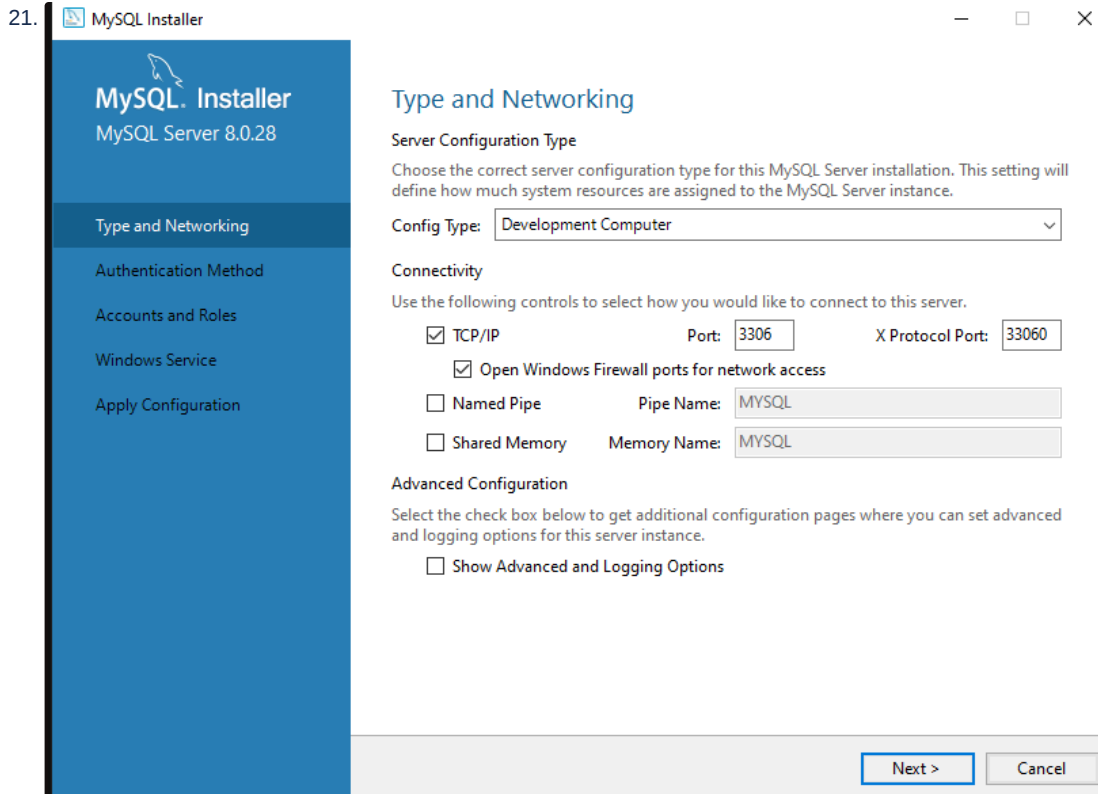 21.
MySQL Installer
MySQL. Installer
MySQL Server 8.0.28
Type and Networking
Authentication Method
Accounts and Roles
Windows Service
Apply Configuration
Type and Networking
Server Configuration Type
Choose the correct server configuration type for this MySQL Server installation. This setting will
define how much system resources are assigned to the MySQL Server instance.
Config Type: Development Computer
Connectivity
Use the following controls to select how you would like to connect to this server.
TCP/IP Port: 3306 X Protocol Port: 33060
Open Windows Firewall ports for network access
Named Pipe Pipe Name: MYSQL
Shared Memory Memory Name: MYSQL
Advanced Configuration
Select the check box below to get additional configuration pages where you can set advanced
and logging options for this server instance.
Show Advanced and Logging Options
Next > Cancel